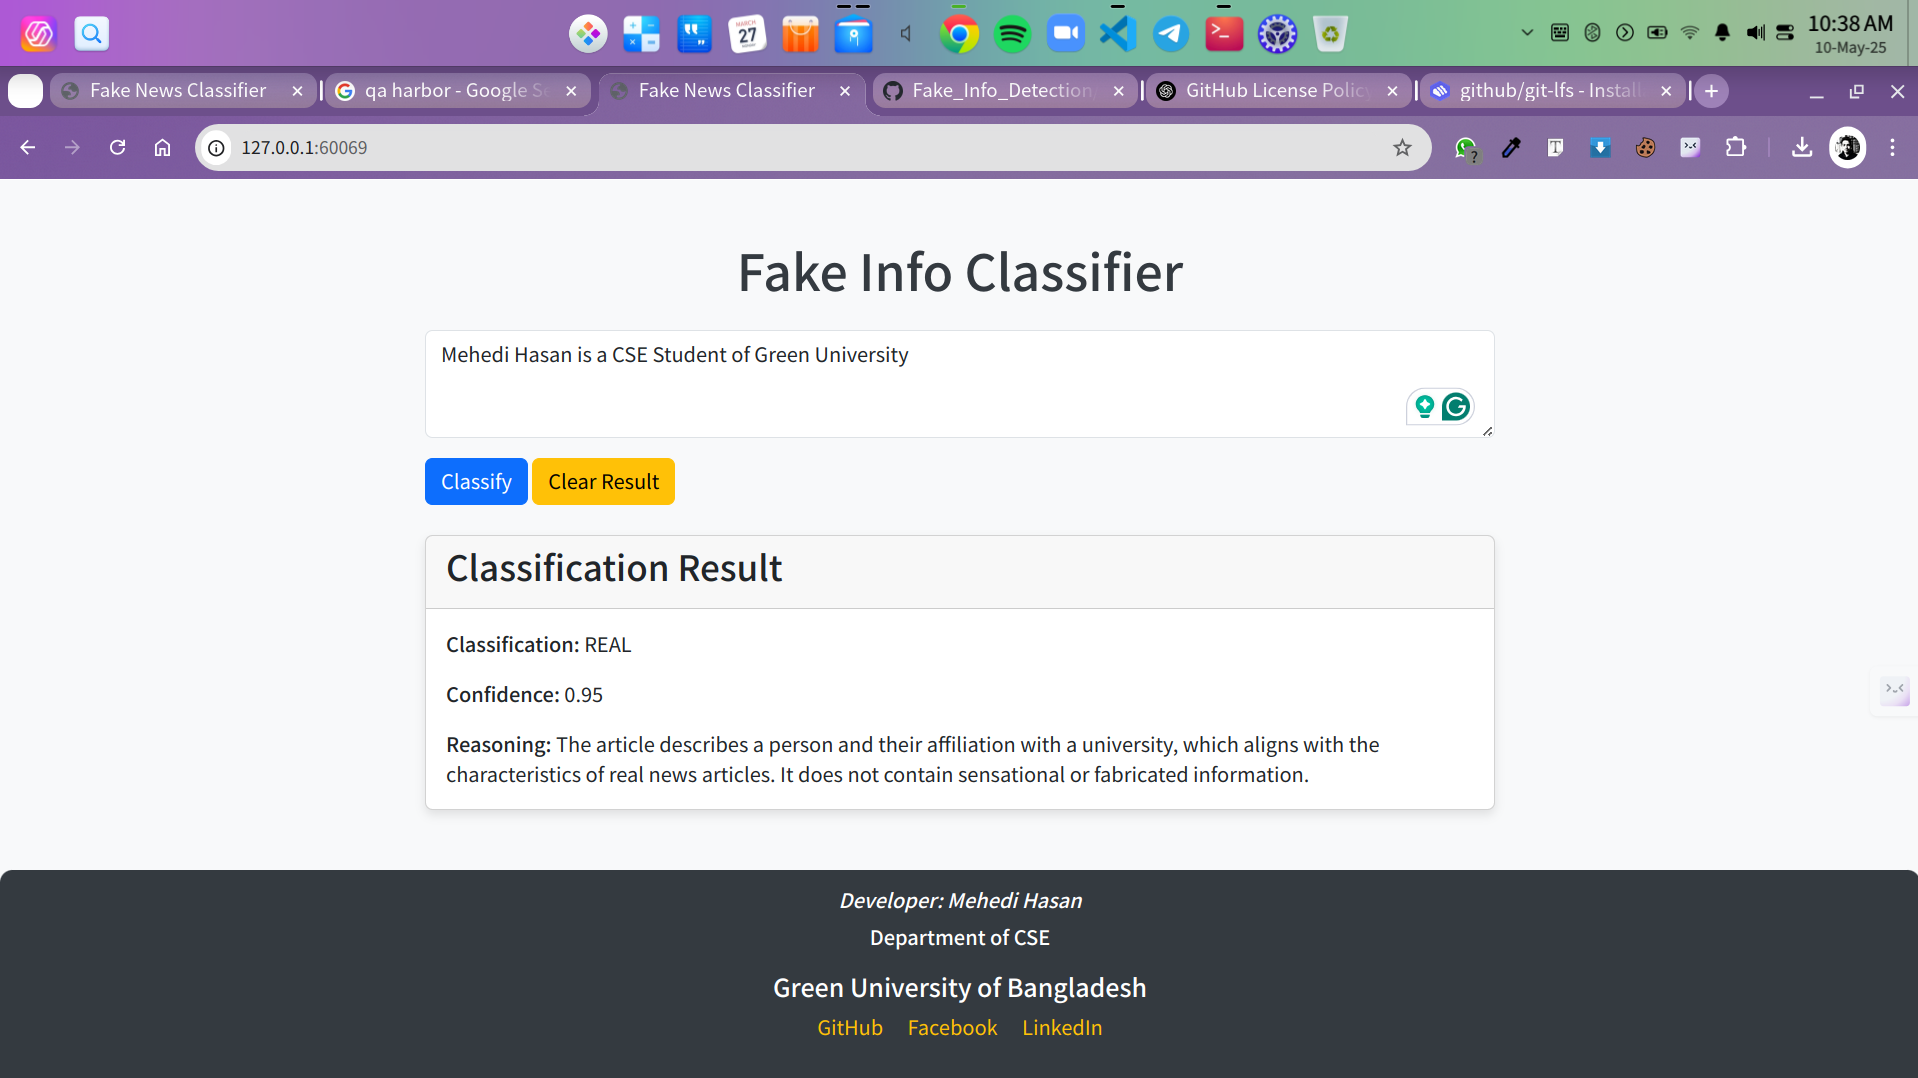 10:38 AM
10-May-25
MARCH
27
Fake News Classifier
qa harbor - Google Se
Fake News Classifier
Fake_Info_Detection/
GitHub License Policy
github/git-lfs - Install
127.0.0.1:60069
Fake Info Classifier
Mehedi Hasan is a CSE Student of Green University
Classify
Clear Result
Classification Result
Classification: REAL
Confidence: 0.95
Reasoning: The article describes a person and their affiliation with a university, which aligns with the
characteristics of real news articles. It does not contain sensational or fabricated information.
Developer: Mehedi Hasan
Department of CSE
Green University of Bangladesh
GitHub Facebook LinkedIn